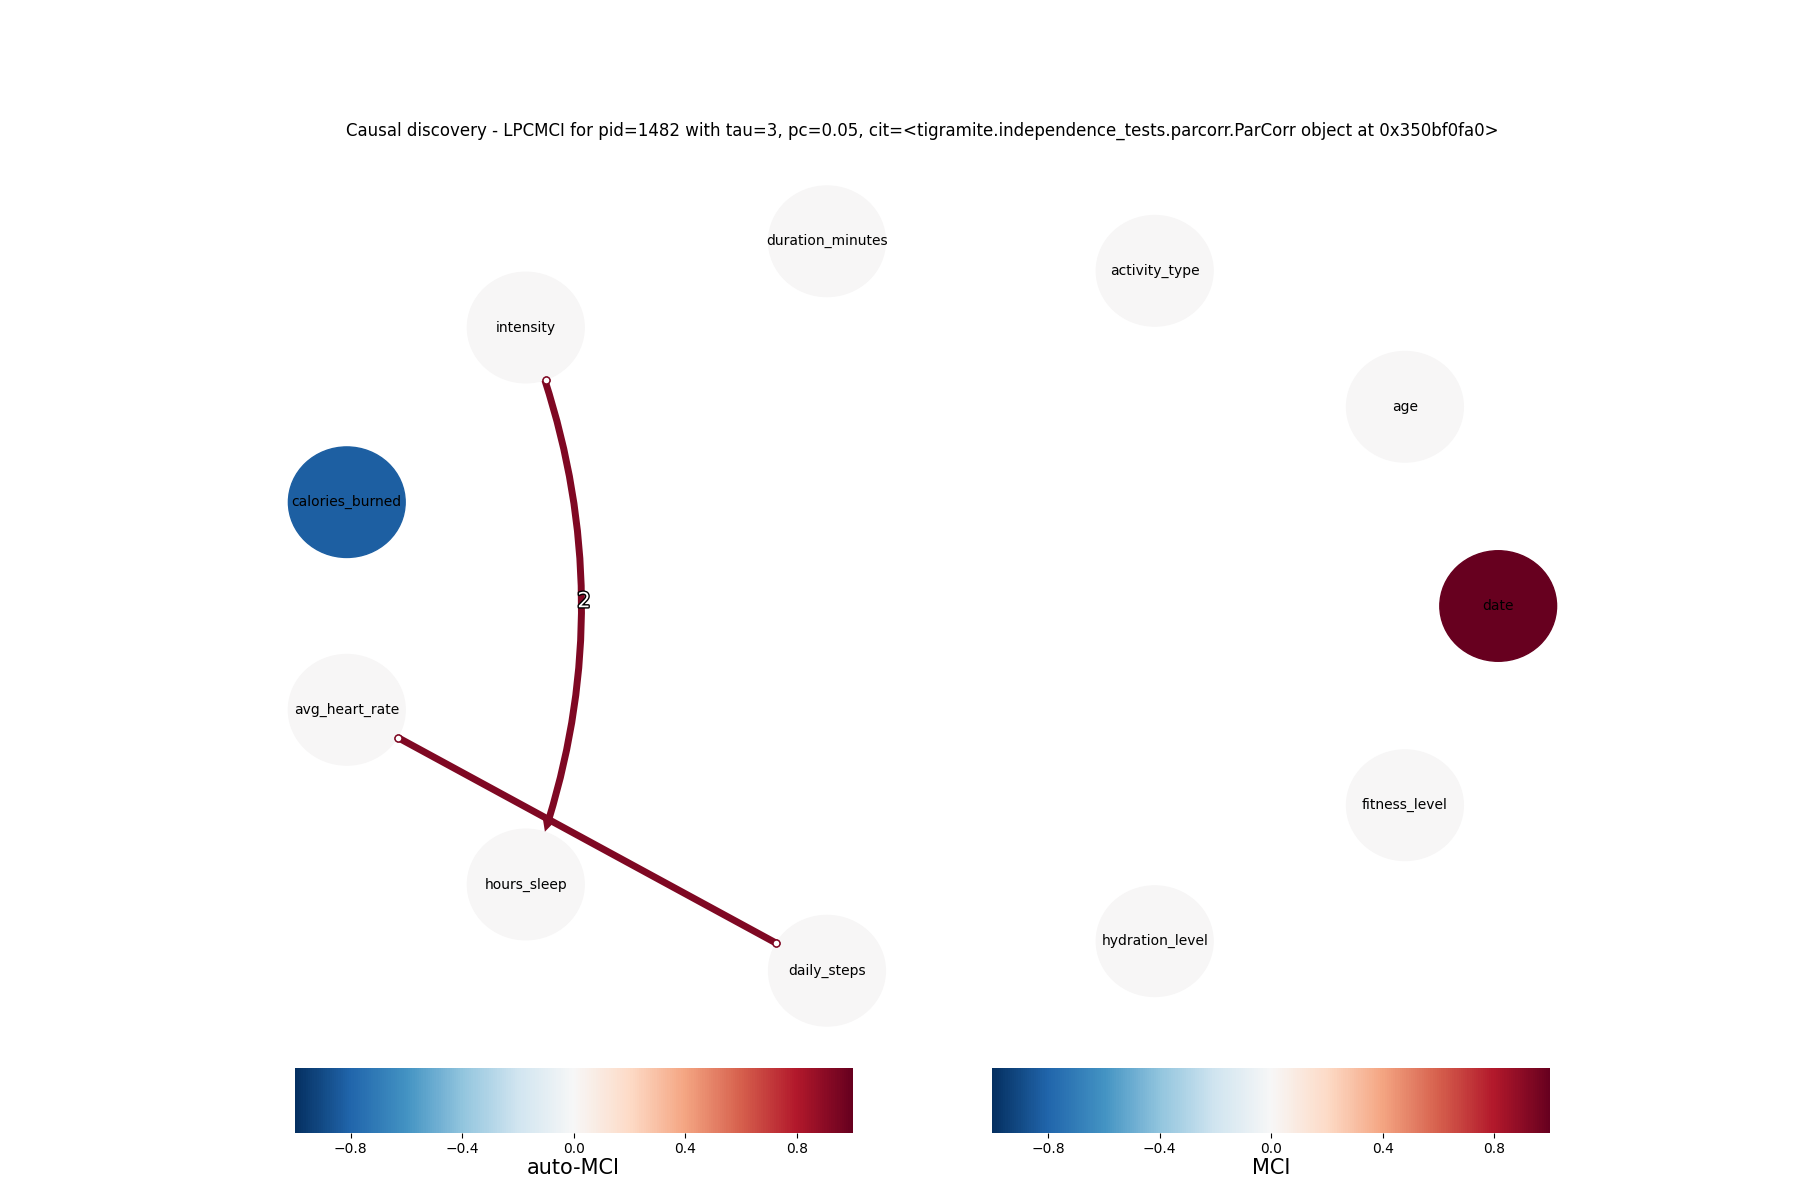 Causal discovery - LPCMCI for pid=1482 with tau=3, pc=0.05, cit=<tigramite.independence_tests.parcorr.ParCorr object at 0x350bf0fa0>
duration_minutes
activity_type
intensity
age
calories_burned
2
date
avg_heart_rate
fitness_level
hours_sleep
hydration_level
daily_steps
−0.8 −0.4 0.0 0.4 0.8
auto-MCI
−0.8 −0.4 0.0 0.4 0.8
MCI